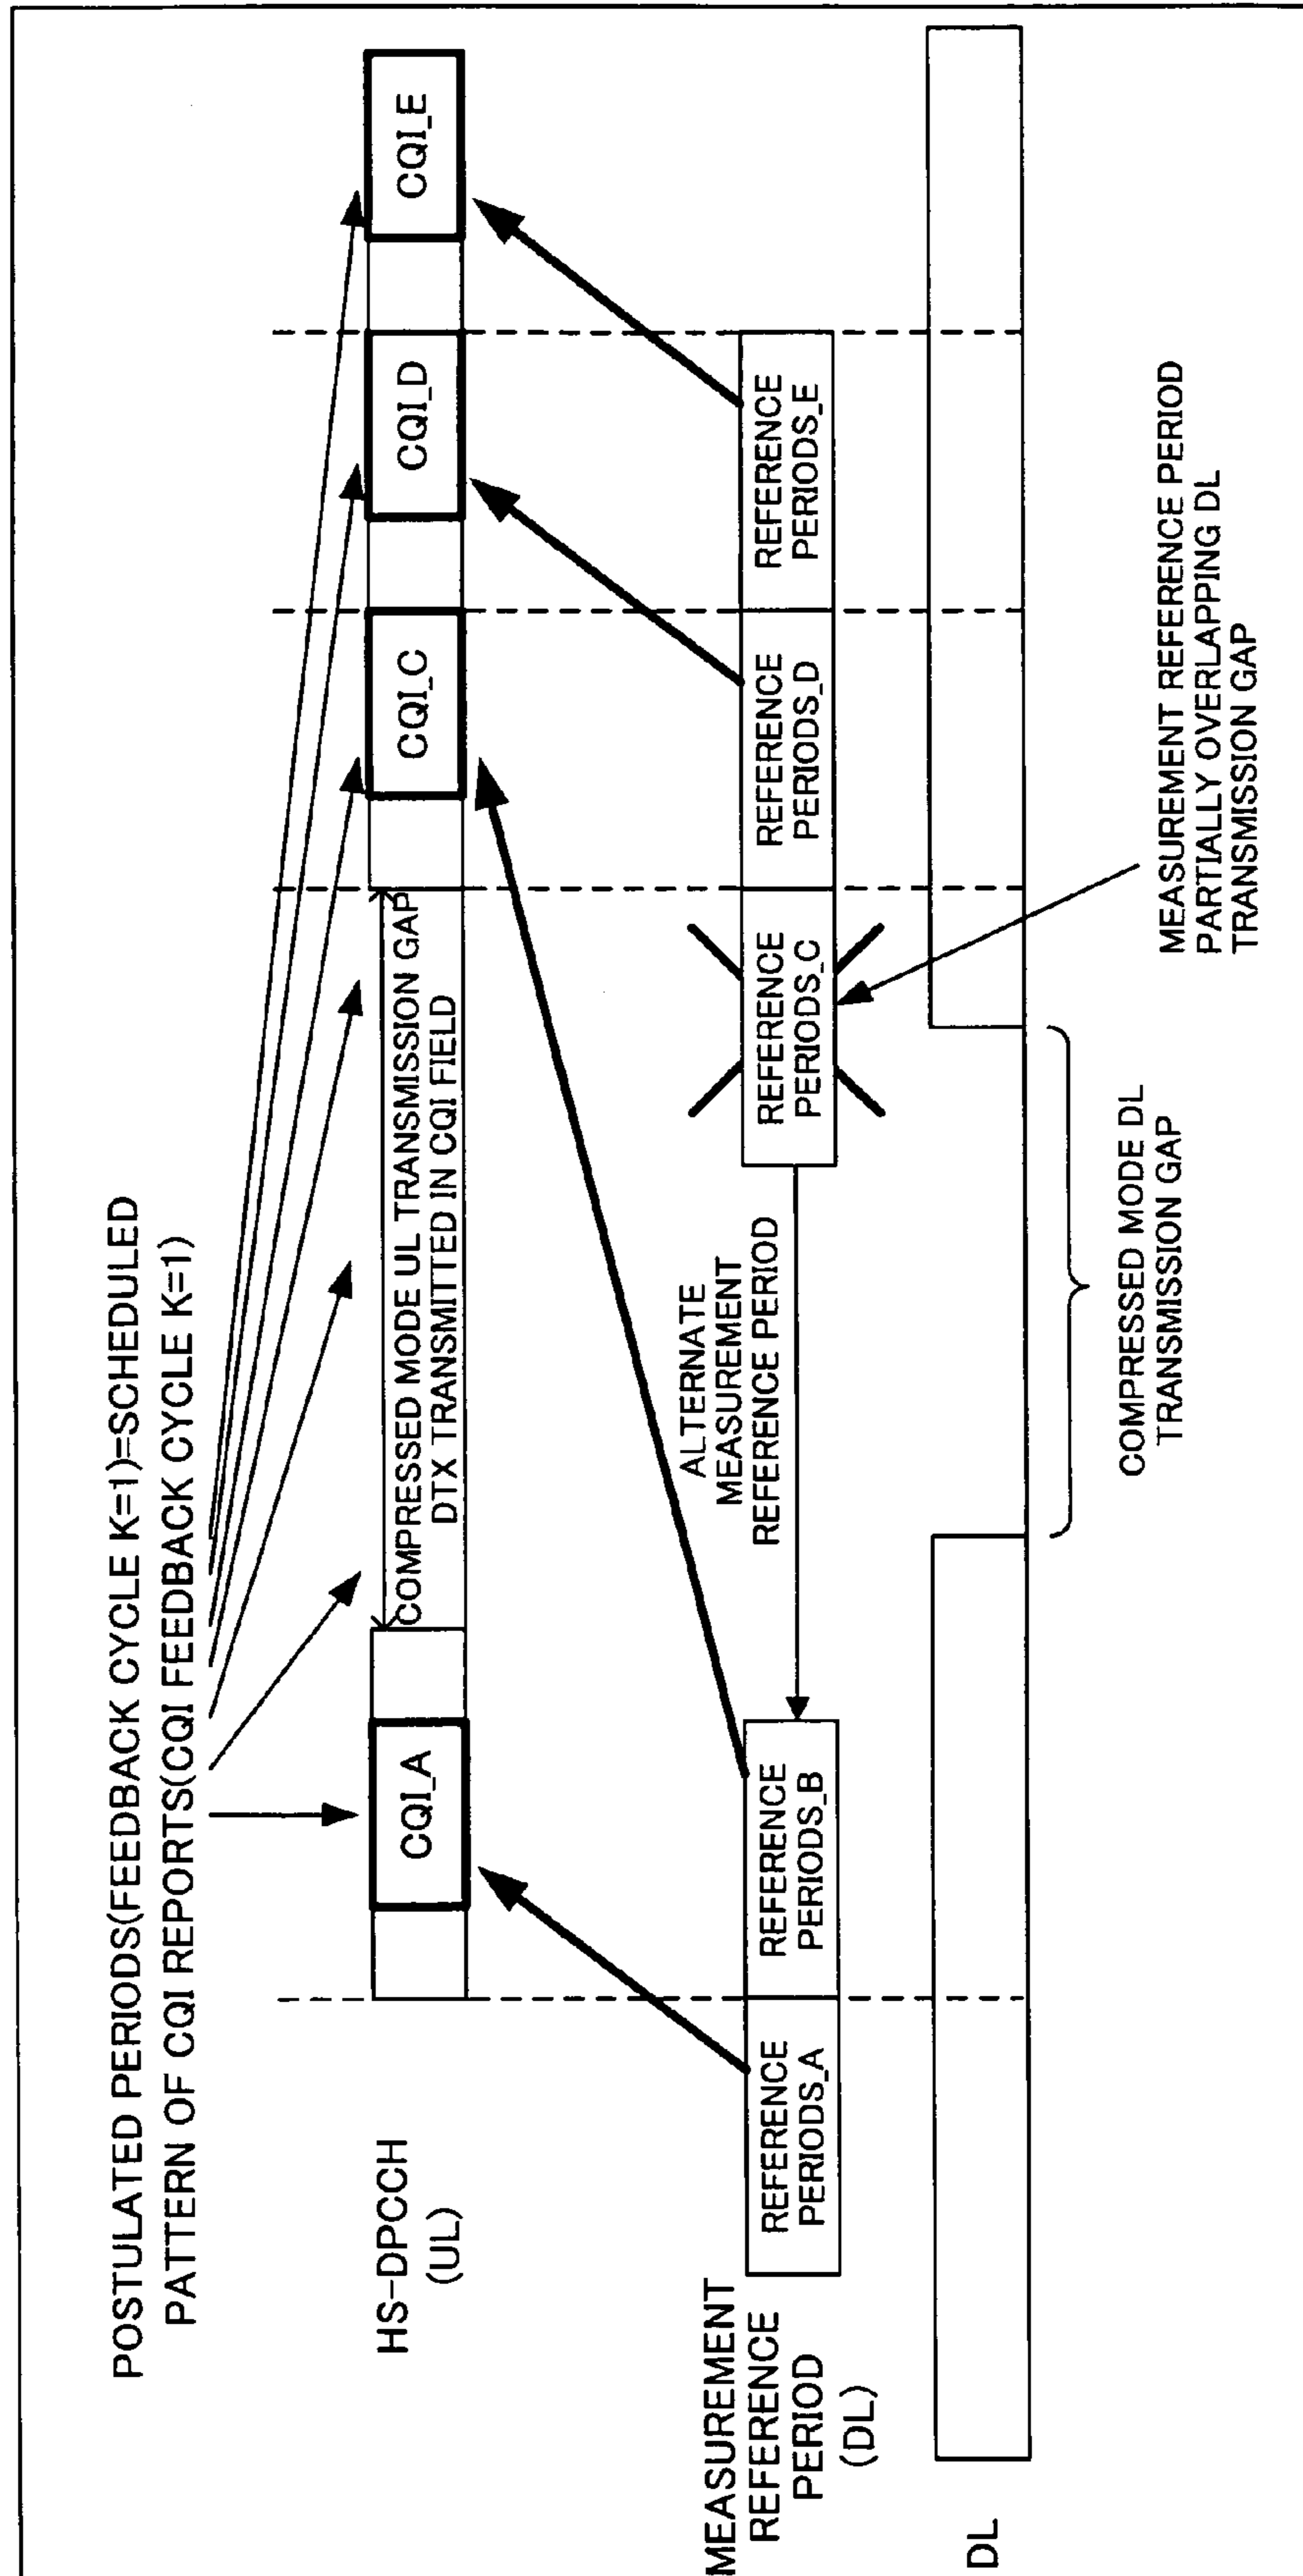 POSTULATED PERIODS(FEEDBACK CYCLE K=1)=SCHEDULED
PATTERN OF CQI REPORTS(CQI FEEDBACK CYCLE K=1)
HS-DPCCH
(UL)
CQI_A
COMPRESSED MODE UL TRANSMISSION GAP
DTX TRANSMITTED IN CQI FIELD
CQI_C
CQI_D
CQI_E
MEASUREMENT
REFERENCE
PERIOD
(DL)
REFERENCE
PERIODS_A
REFERENCE
PERIODS_B
ALTERNATE
MEASUREMENT
REFERENCE PERIOD
REFERENCE
PERIODS_C
REFERENCE
PERIODS_D
REFERENCE
PERIODS_E
DL
COMPRESSED MODE DL
TRANSMISSION GAP
MEASUREMENT REFERENCE PERIOD
PARTIALLY OVERLAPPING DL
TRANSMISSION GAP